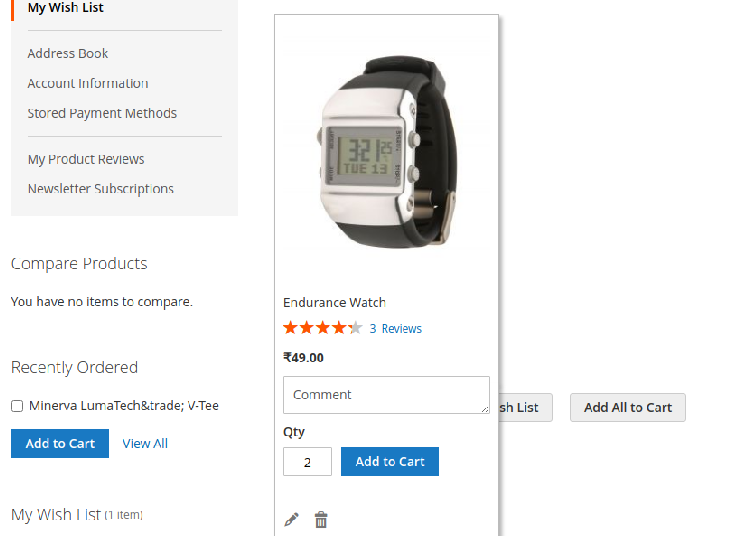 My Wish List
Address Book
Account Information
Stored Payment Methods
My Product Reviews
Newsletter Subscriptions
Compare Products
You have no items to compare.
Recently Ordered
Minerva LumaTech&trade; V-Tee
Add to Cart View All
My Wish List (1 item)
3:21 25
TUE 13
Endurance Watch
3 Reviews
₹49.00
Comment
Qty
2 Add to Cart
sh List Add All to Cart